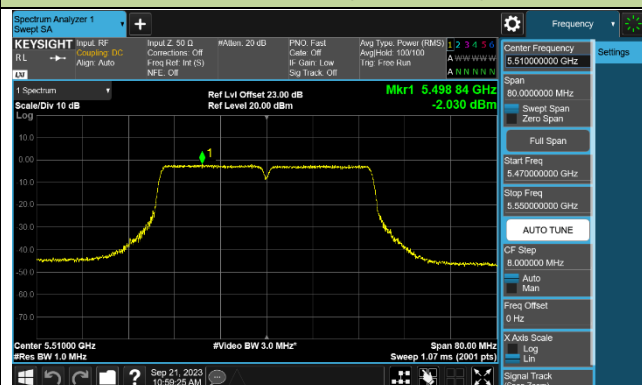 Spectrum Analyzer 1
Swept SA
Frequency
KEYSIGHT
Input: RF
Input Z: 50 Ω
#Atten: 20 dB
PNO: Fast
Avg Type: Power (RMS)
1 2 3 4 5 6
RL
Coupling: DC
Corrections: Off
Gate: Off
Avg|Hold: 100/100
A W W W W W
Align: Auto
Freq Ref: Int (S)
IF Gain: Low
Trig: Free Run
NFE: Off
Sig Track: Off
A N N N N N
LXI
Center Frequency
5.510000000 GHz
Settings
Span
80.0000000 MHz
Swept Span
Zero Span
Full Span
Start Freq
5.470000000 GHz
Stop Freq
5.550000000 GHz
AUTO TUNE
CF Step
8.000000 MHz
Auto
Man
Freq Offset
0 Hz
X Axis Scale
Log
Lin
Signal Track
(Span Zoom)
1 Spectrum
Ref Lvl Offset 23.00 dB
Mkr1 5.498 84 GHz
Scale/Div 10 dB
Ref Level 20.00 dBm
-2.030 dBm
Log
10.0
0.00
1
-10.0
-20.0
-30.0
-40.0
-50.0
-60.0
-70.0
Center 5.51000 GHz
#Video BW 3.0 MHz*
Span 80.00 MHz
#Res BW 1.0 MHz
Sweep 1.07 ms (2001 pts)
?
Sep 21, 2023
10:59:25 AM